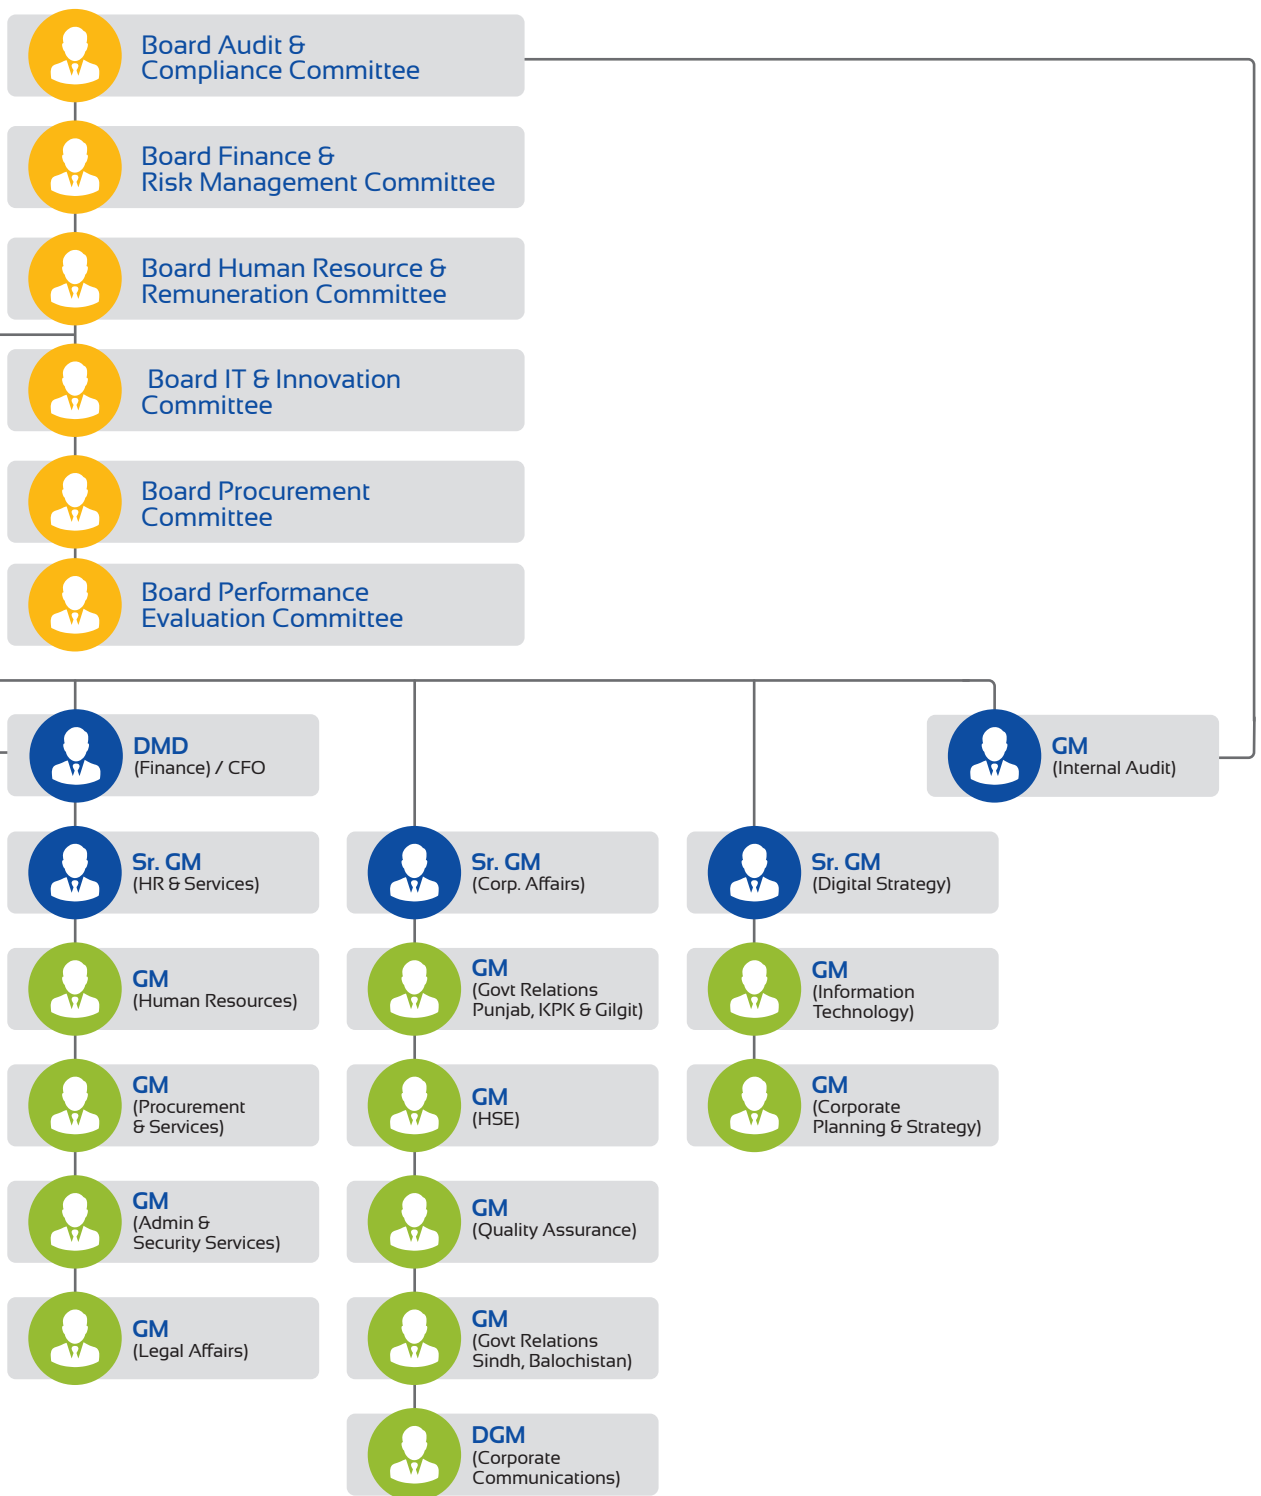 Board Audit &
Compliance Committee
Board Finance &
Risk Management Committee
Board Human Resource &
Remuneration Committee
Board IT & Innovation
Committee
Board Procurement
Committee
Board Performance
Evaluation Committee
DMD
(Finance) / CFO
GM
(Internal Audit)
Sr. GM
(HR & Services)
Sr. GM
(Corp. Affairs)
Sr. GM
(Digital Strategy)
GM
(Human Resources)
GM
(Govt Relations
Punjab, KPK & Gilgit)
GM
(Information
Technology)
GM
(Procurement
& Services)
GM
(HSE)
GM
(Corporate
Planning & Strategy)
GM
(Admin &
Security Services)
GM
(Quality Assurance)
GM
(Legal Affairs)
GM
(Govt Relations
Sindh, Balochistan)
DGM
(Corporate
Communications)